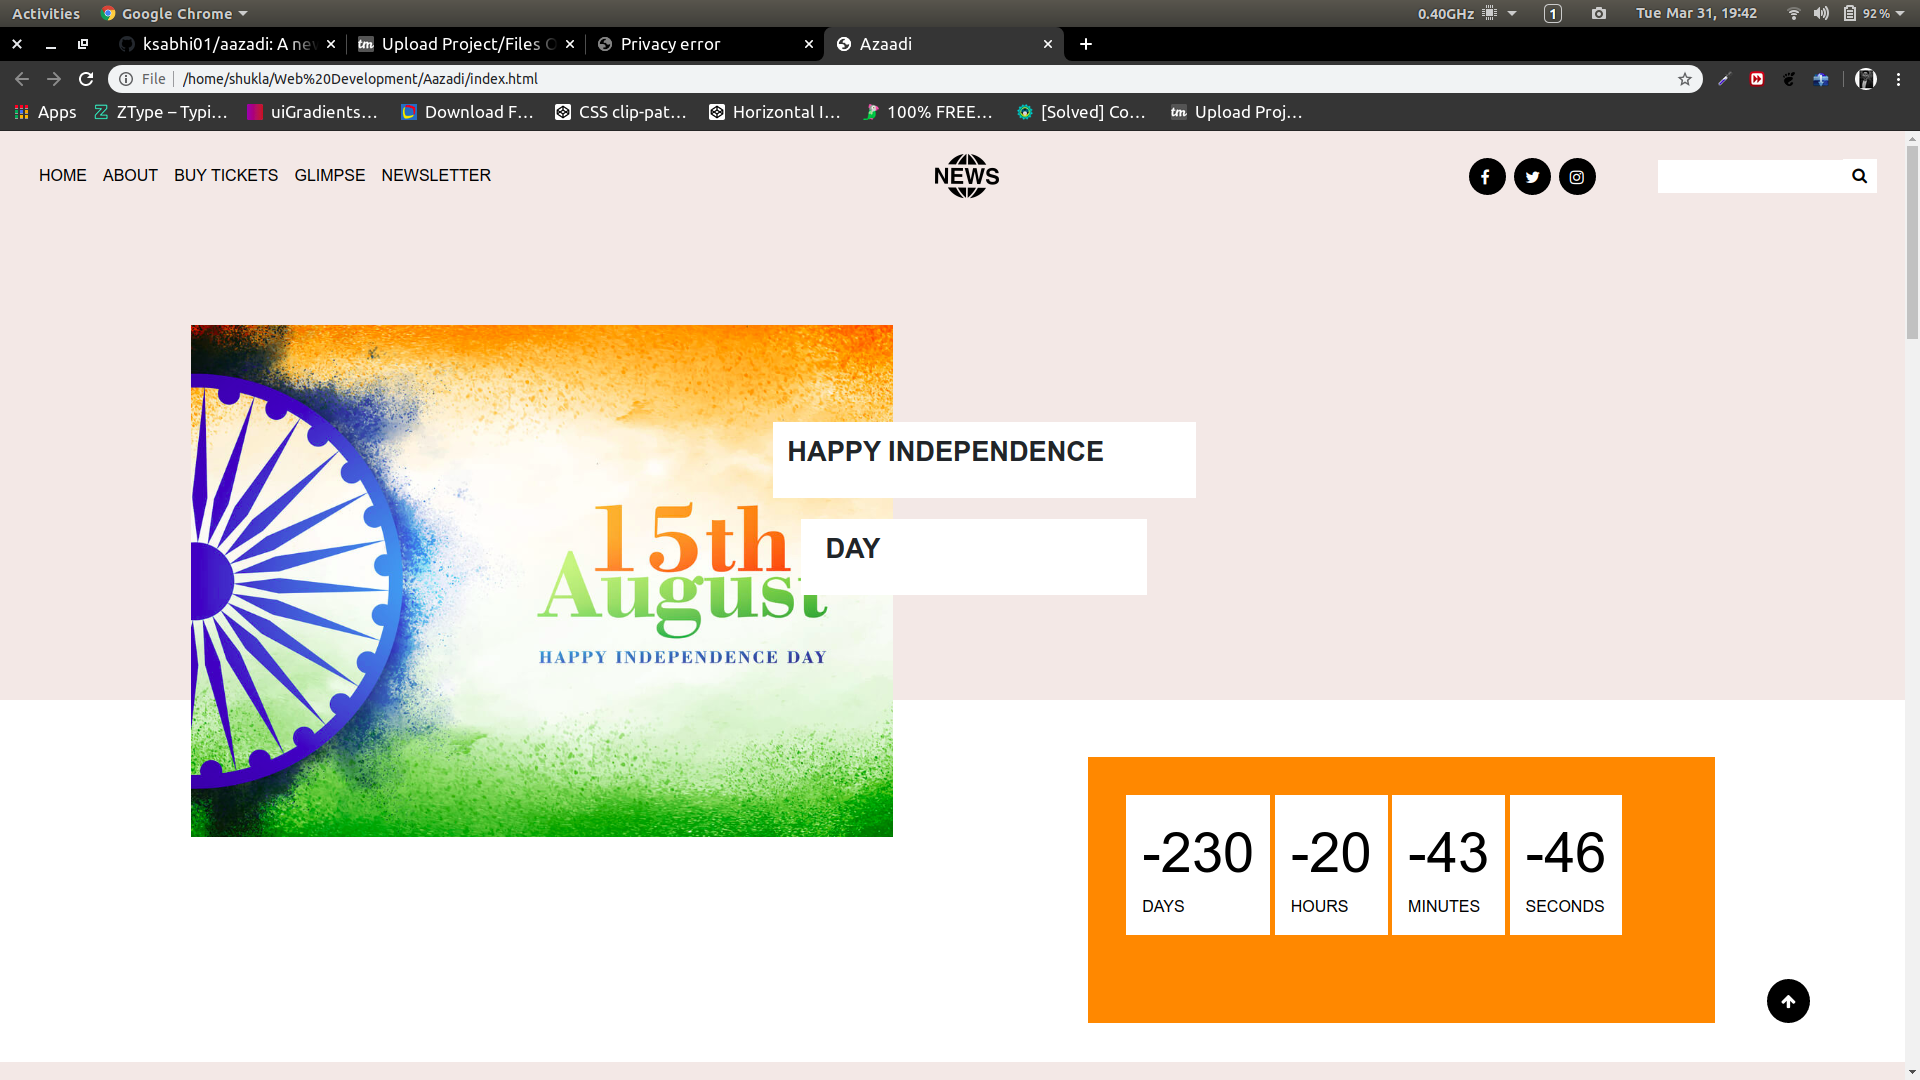 Activities Google Chrome 0.40GHz 1 Tue Mar 31, 19:42 92%
ksabhi01/aazadi: A nev Upload Project/Files O Privacy error Azaadi
File /home/shukla/Web%20Development/Aazadi/index.html
Apps ZType – Typi... uiGradients... Download F... CSS clip-pat... Horizontal I... 100% FREE... [Solved] Co... Upload Proj...
HOME ABOUT BUY TICKETS GLIMPSE NEWSLETTER NEWS
HAPPY INDEPENDENCE
DAY
15th
August
HAPPY INDEPENDENCE DAY
-230 -20 -43 -46
DAYS HOURS MINUTES SECONDS